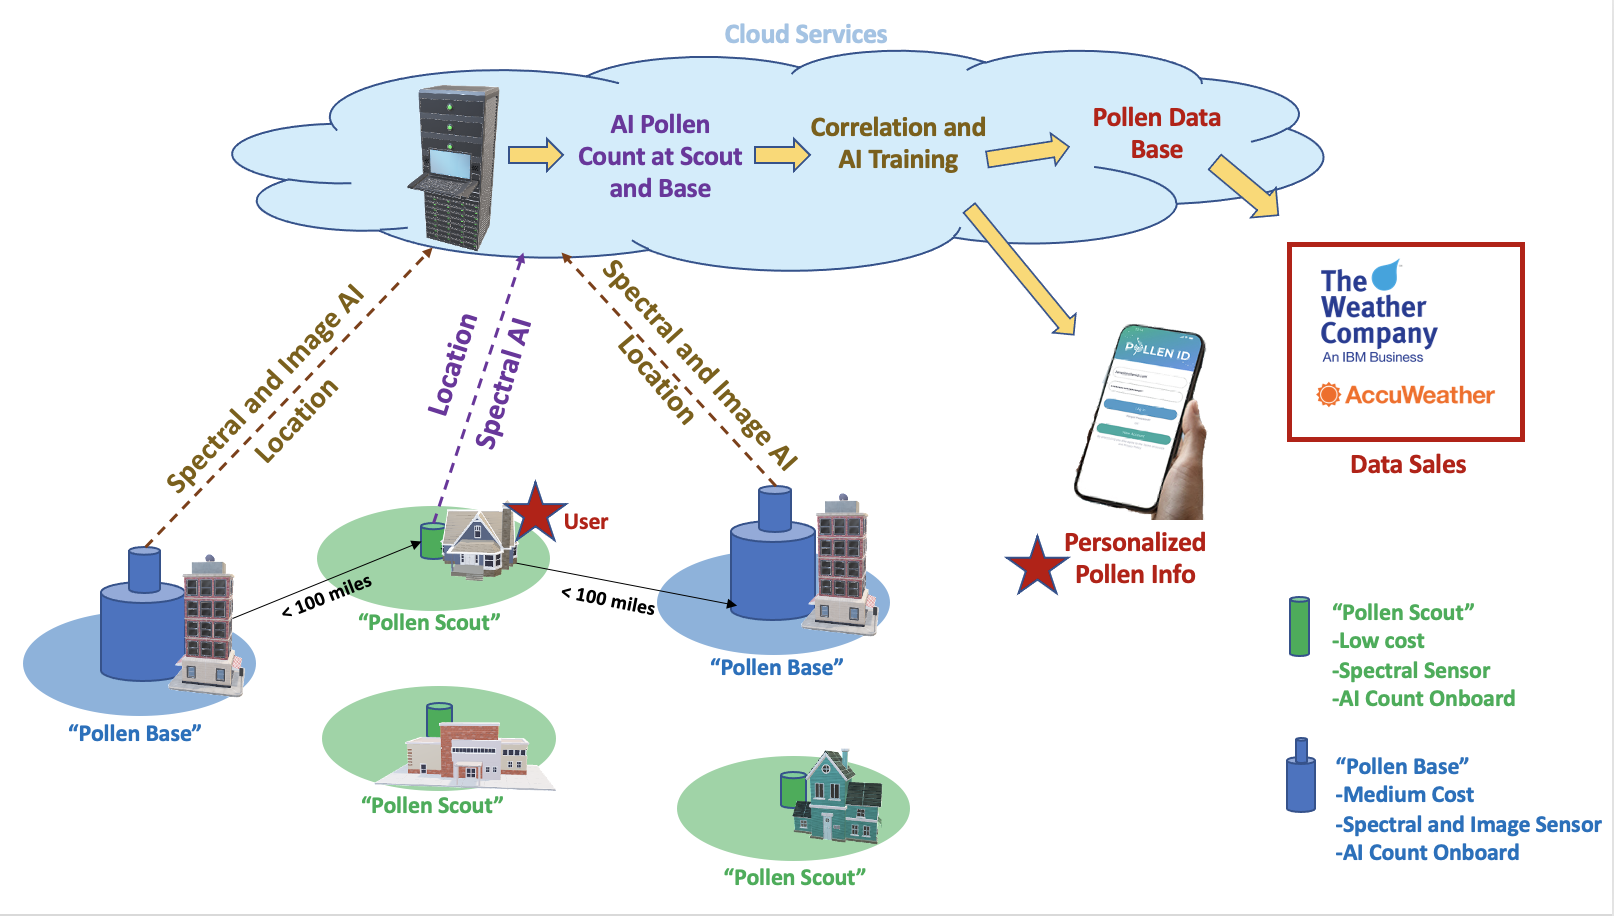 Cloud Services
AI Pollen
Count at Scout
and Base
Correlation and
AI Training
Pollen Data
Base
Spectral and Image AI
Location
Location
Spectral AI
Spectral and Image AI
Location
The
Weather
Company
An IBM Business
AccuWeather
Data Sales
POLLEN ID
User
Personalized
Pollen Info
< 100 miles
< 100 miles
“Pollen Scout”
“Pollen Base”
“Pollen Base”
“Pollen Scout”
“Pollen Scout”
“Pollen Scout”
-Low cost
-Spectral Sensor
-AI Count Onboard
“Pollen Base”
-Medium Cost
-Spectral and Image Sensor
-AI Count Onboard